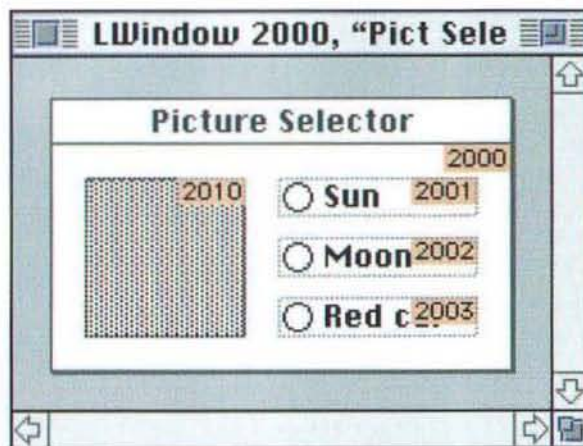 LWindow 2000, “Pict Sele
Picture Selector
2000
2010
Sun 2001
Moon 2002
Red 2003